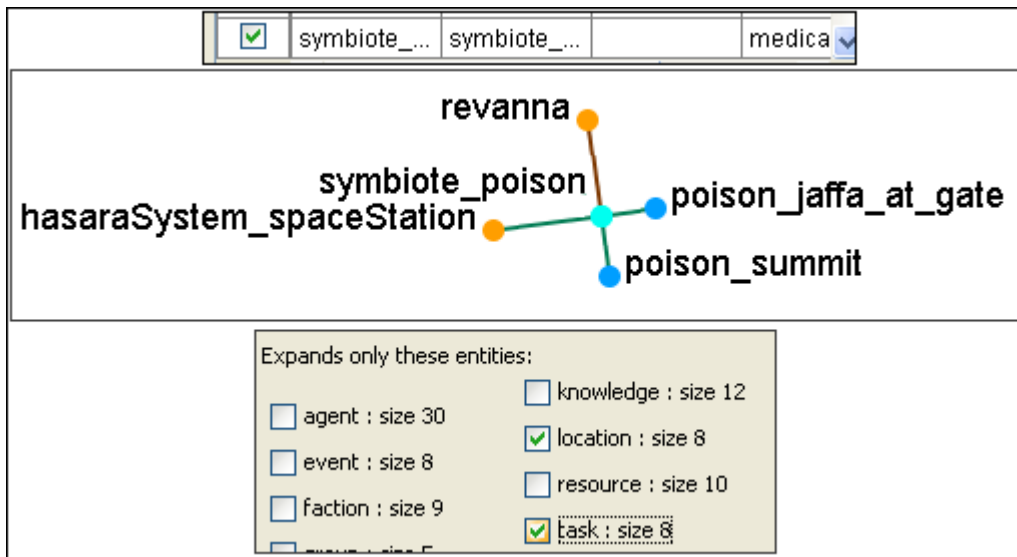 symbiote_... symbiote_... medica
revanna
symbiote_poison
poison_jaffa_at_gate
hasaraSystem_spaceStation
poison_summit
Expands only these entities:
knowledge : size 12
agent : size 30
location : size 8
event : size 8
resource : size 10
faction : size 9
task : size 8